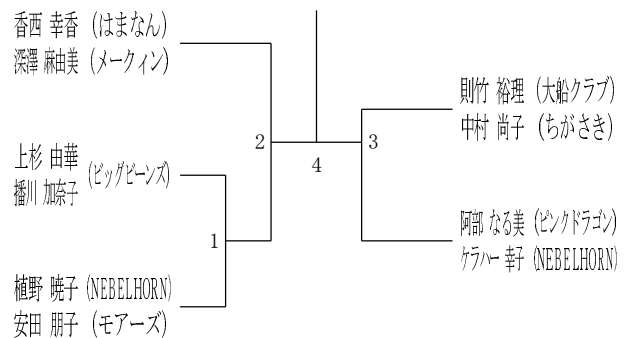 香西 幸香 (はまなん)
深澤 麻由美 (メークィン)
上杉 由華
播川 加奈子
(ビッグビーンズ)
植野 暁子 (NEBELHORN)
安田 朋子 (モアーズ)
1
2
4
3
則竹 裕理 (大船クラブ)
中村 尚子 (ちがさき)
阿部 なる美 (ピンクドラゴン)
ケラハー 幸子 (NEBELHORN)